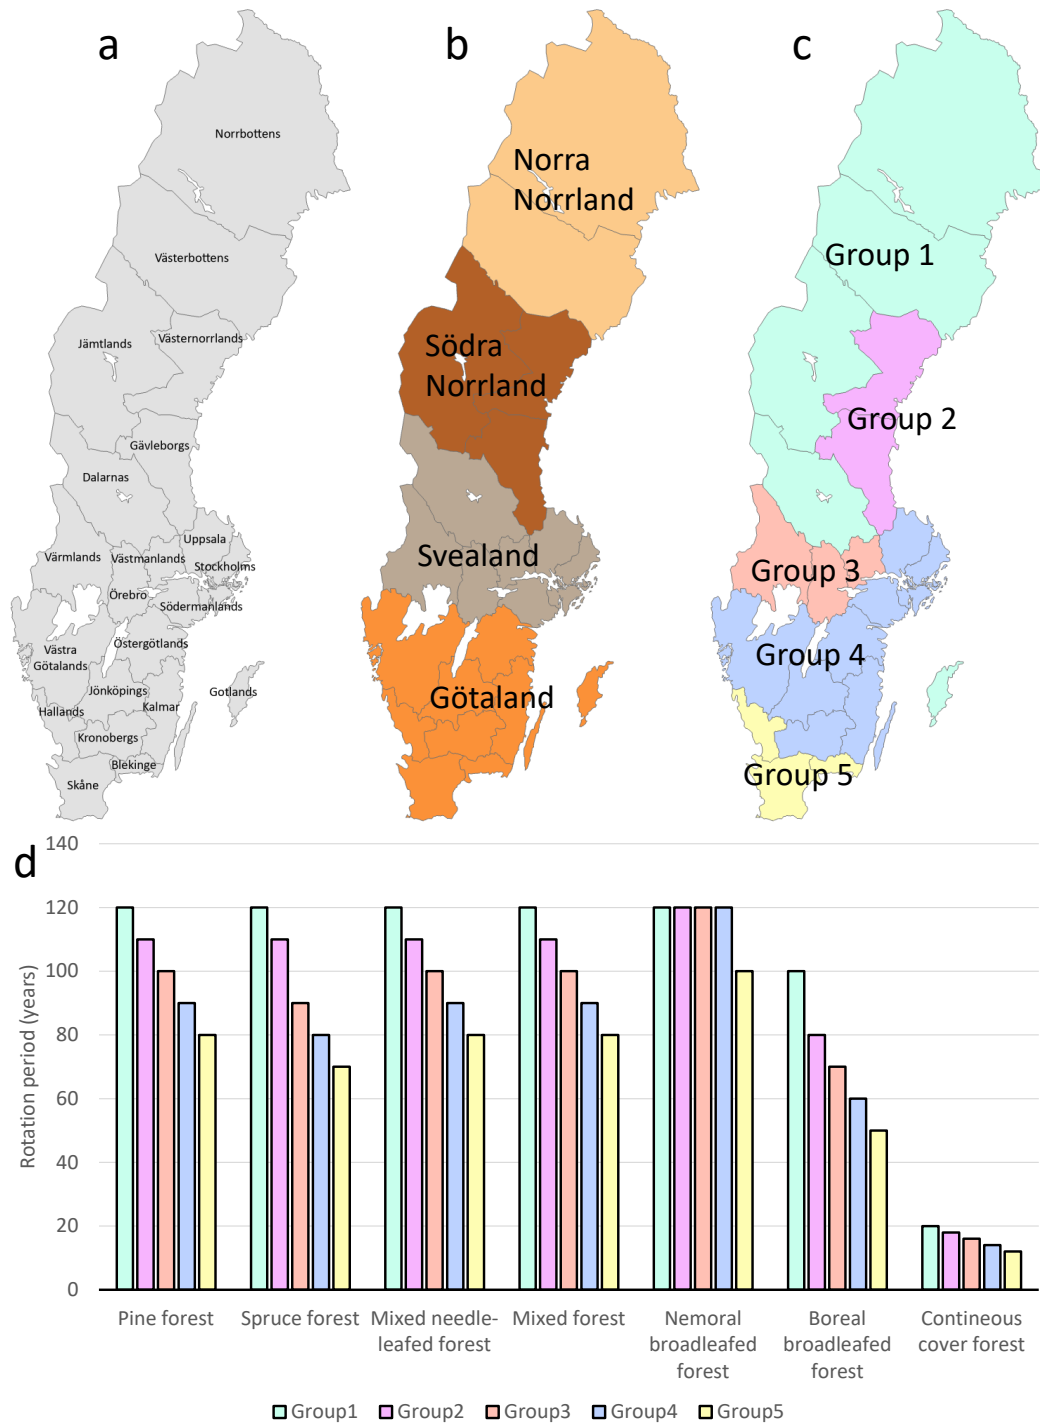 a
b
c
Norrbottens
Västerbottens
Jämtlands
Västernorrlands
Gävleborgs
Dalarnas
Uppsala
Värmlands
Västmanlands
Stockholms
Örebro
Södermanlands
Västra
Götalands
Östergötlands
Jönköpings
Gotlands
Hallands
Kalmar
Kronobergs
Blekinge
Skåne
Norra
Norrland
Södra
Norrland
Svealand
Götaland
Group 1
Group 2
Group 3
Group 4
Group 5
d
Rotation period (years)
140
120
100
80
60
40
20
0
Pine forest
Spruce forest
Mixed needle-
leafed forest
Mixed forest
Nemoral
broadleafed
forest
Boreal
broadleafed
forest
Contineous
cover forest
Group1 Group2 Group3 Group4 Group5